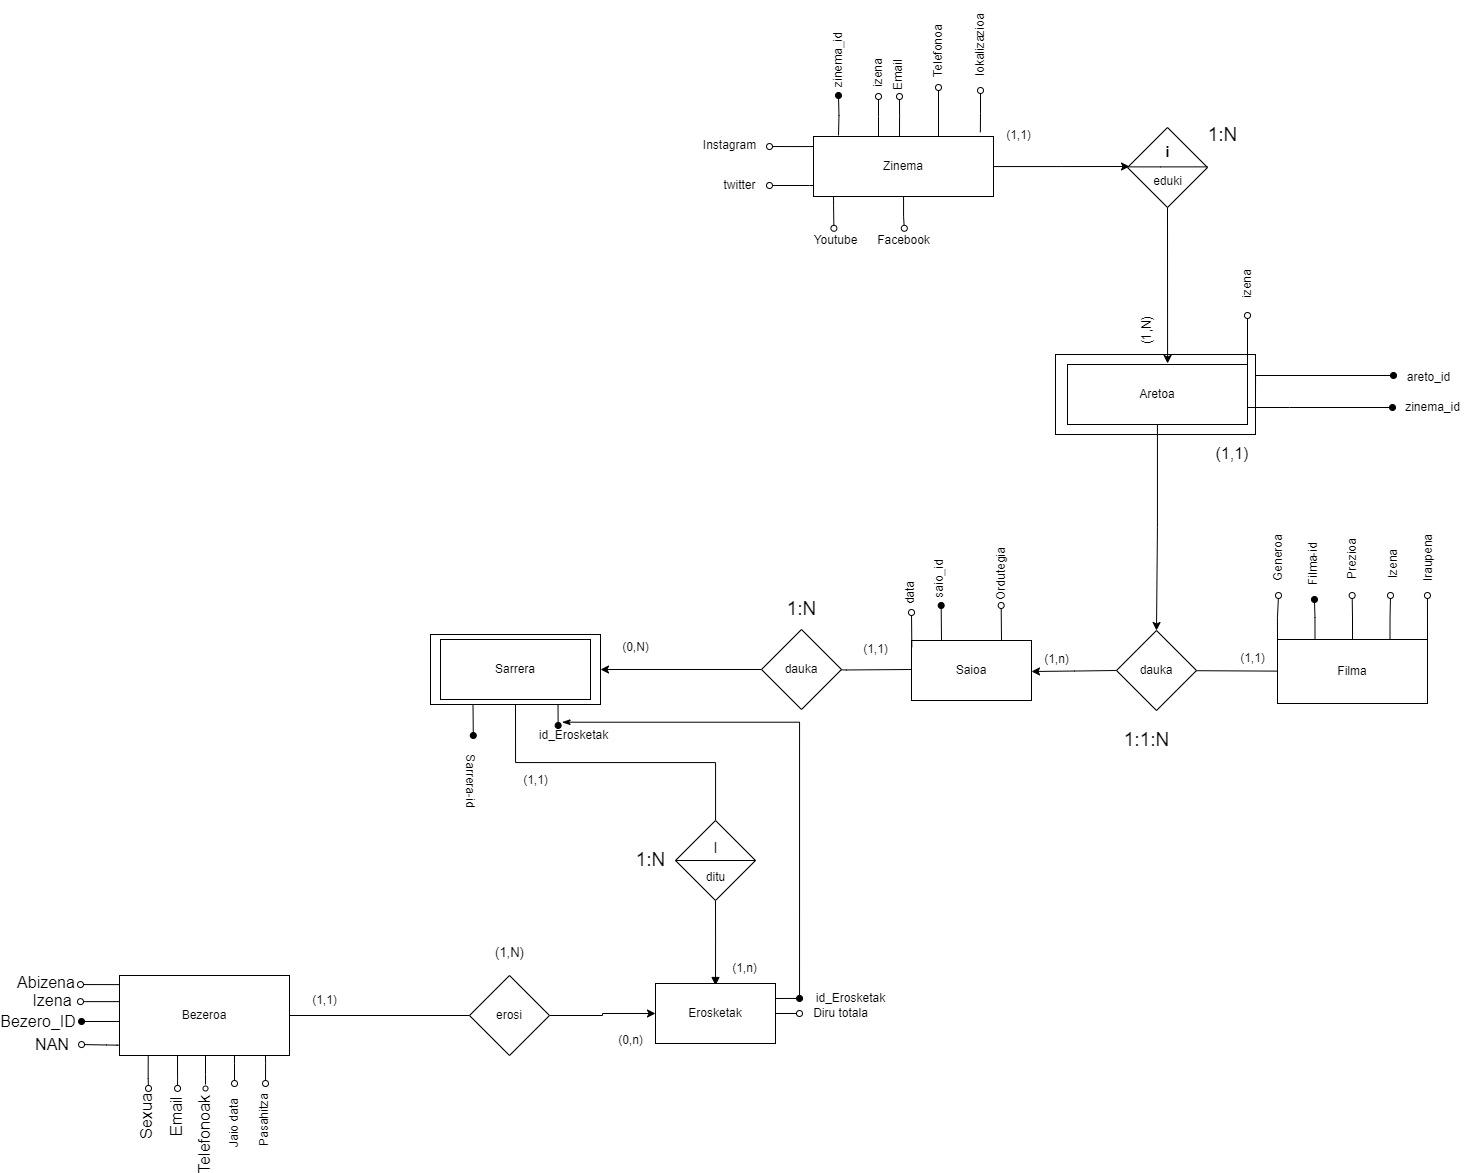 zinema_id
izena
Email
Telefonoa
lokalizazioa
Instagram
twitter
Zinema
(1,1)
Youtube
Facebook
i
eduki
1:N
(1,N)
izena
Aretoa
areto_id
zinema_id
(1,1)
Generoa
Filma-id
Prezioa
Izena
Iraupena
data
saio_id
Ordutegia
1:N
(0,N)
dauka
(1,1)
Sarrera
Saioa
(1,n)
dauka
(1,1)
Filma
1:1:N
id_Erosketak
Sarrera-id
(1,1)
1:N
I
ditu
(1,N)
(1,n)
Abizena
Izena
Bezero_ID
NAN
Bezeroa
(1,1)
erosi
Erosketak
id_Erosketak
Diru totala
(0,n)
Sexua
Email
Telefonoak
Jaio data
Pasahitza